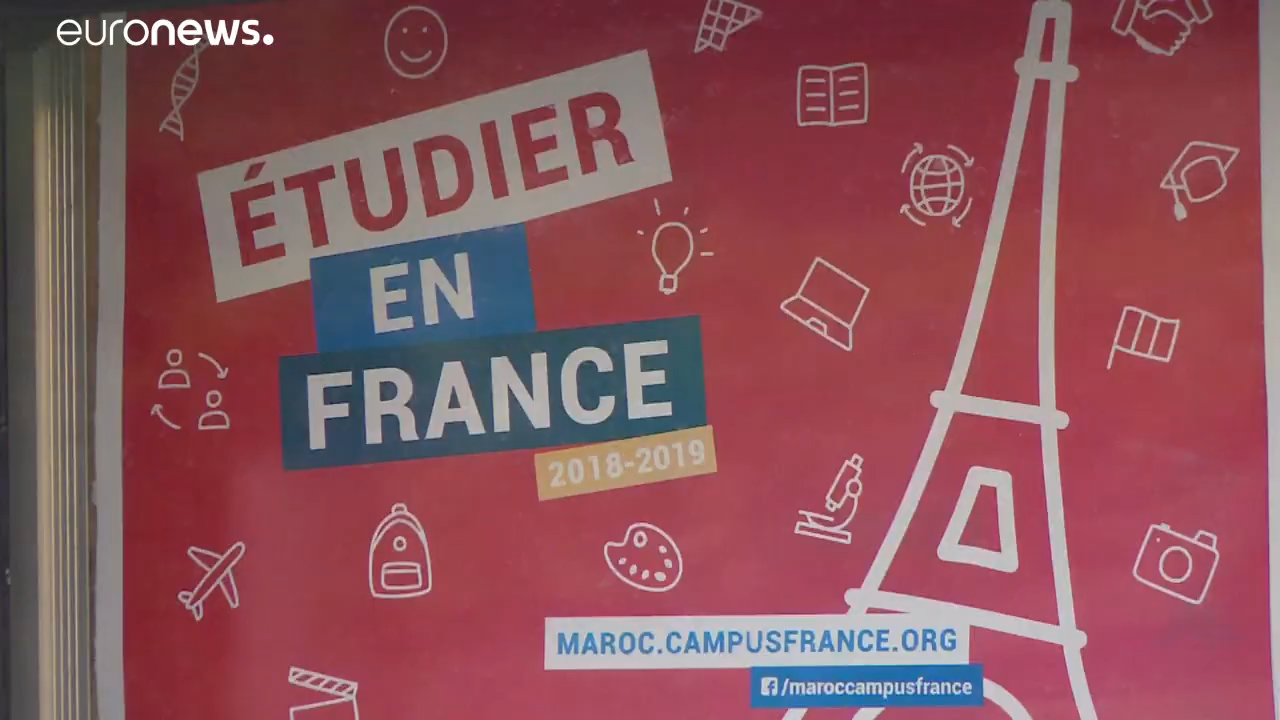 euronews.
ÉTUDIER
EN
FRANCE
2018-2019
MAROC.CAMPUSFRANCE.ORG
/maroccampusfrance